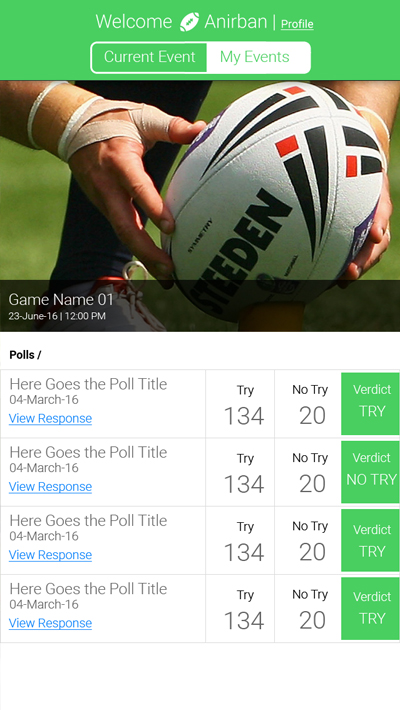 Welcome Anirban | Profile
Current Event My Events
SYMMETRY
STEEDEN
Game Name 01
23-June-16 | 12:00 PM
Polls /
Here Goes the Poll Title
04-March-16
View Response
Try
134
No Try
20
Verdict
TRY
Here Goes the Poll Title
04-March-16
View Response
Try
134
No Try
20
Verdict
NO TRY
Here Goes the Poll Title
04-March-16
View Response
Try
134
No Try
20
Verdict
TRY
Here Goes the Poll Title
04-March-16
View Response
Try
134
No Try
20
Verdict
TRY